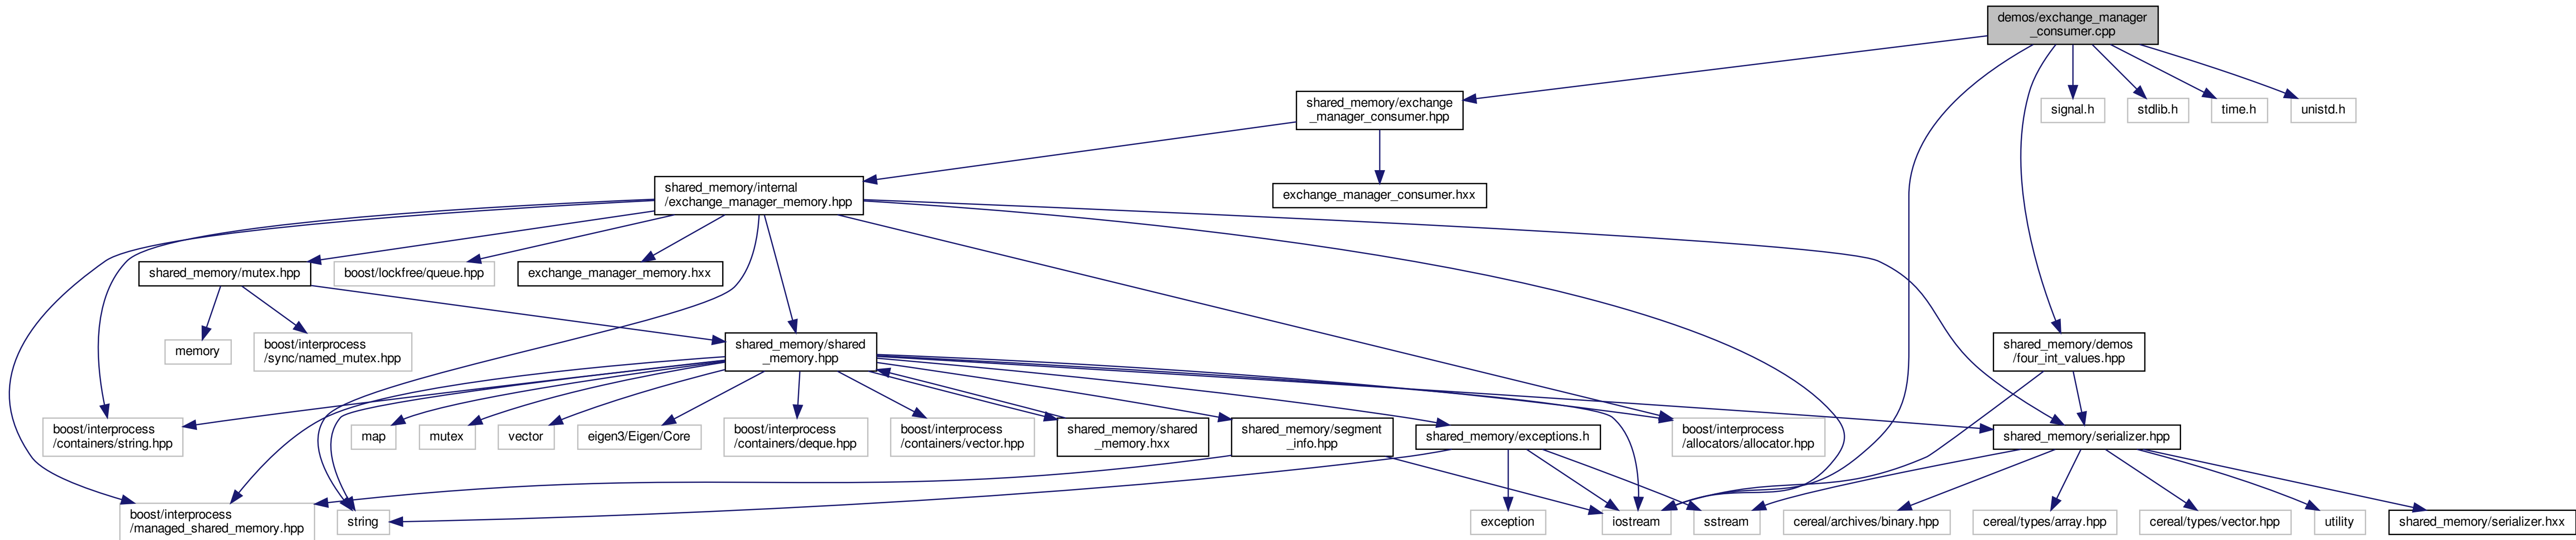 demos/exchange_manager
_consumer.cpp
shared_memory/exchange
_manager_consumer.hpp
signal.h
stdlib.h
time.h
unistd.h
shared_memory/internal
/exchange_manager_memory.hpp
exchange_manager_consumer.hxx
shared_memory/mutex.hpp
boost/lockfree/queue.hpp
exchange_manager_memory.hxx
memory
boost/interprocess
/sync/named_mutex.hpp
shared_memory/shared
_memory.hpp
shared_memory/demos
/four_int_values.hpp
boost/interprocess
/containers/string.hpp
map
mutex
vector
eigen3/Eigen/Core
boost/interprocess
/containers/deque.hpp
boost/interprocess
/containers/vector.hpp
shared_memory/shared
_memory.hxx
shared_memory/segment
_info.hpp
shared_memory/exceptions.h
boost/interprocess
/allocators/allocator.hpp
shared_memory/serializer.hpp
boost/interprocess
/managed_shared_memory.hpp
string
exception
iostream
sstream
cereal/archives/binary.hpp
cereal/types/array.hpp
cereal/types/vector.hpp
utility
shared_memory/serializer.hxx